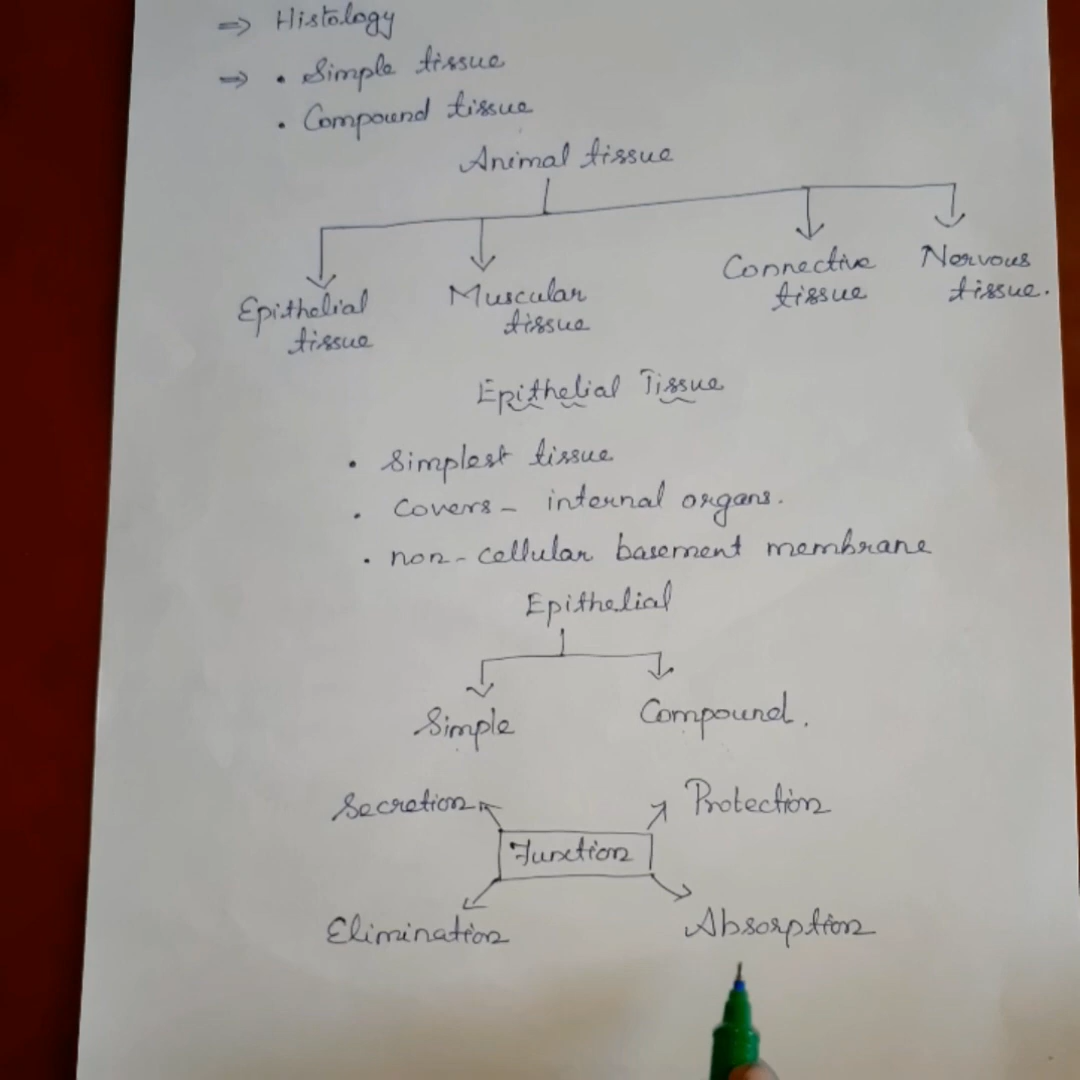 ⇒ Histology
⇒ • Simple tissue
• Compound tissue
Animal tissue
Epithelial tissue
Muscular tissue
Connective tissue
Nervous tissue.
Epithelial Tissue
• Simplest tissue
• Covers - internal organs.
• non-cellular basement membrane
Epithelial
Simple
Compound.
Secretion
Protection
Function
Elimination
Absorption